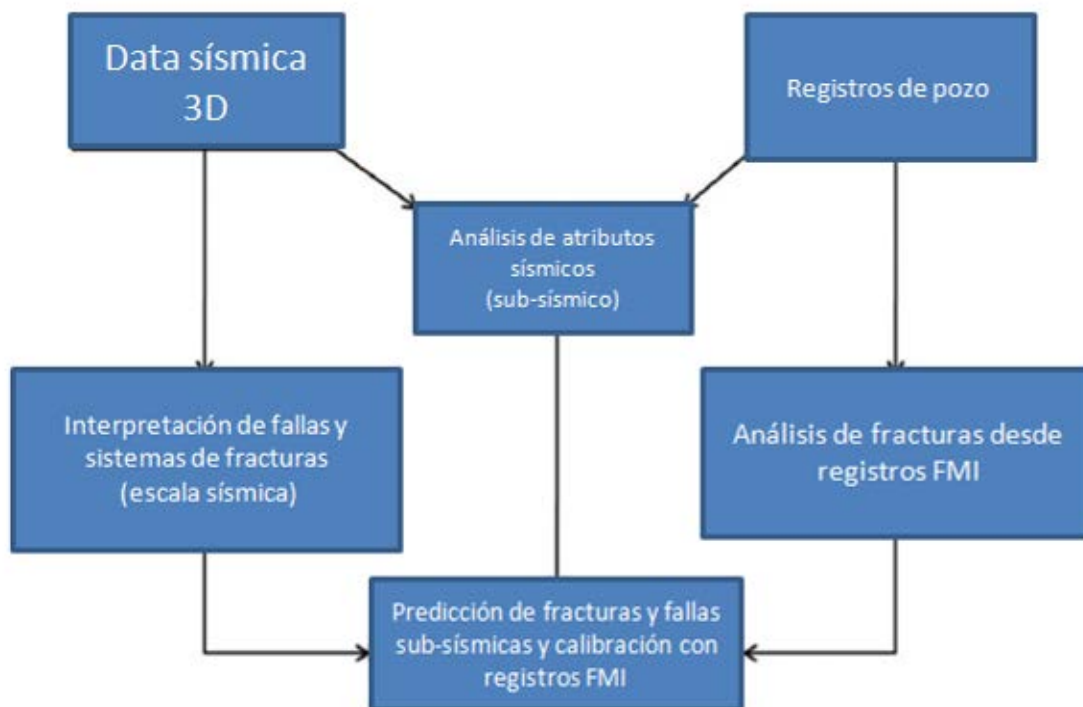 Data sísmica
3D
Registros de pozo
Análisis de atributos
sísmicos
(sub-sísmico)
Interpretación de fallas y
sistemas de fracturas
(escala sísmica)
Análisis de fracturas desde
registros FMI
Predicción de fracturas y fallas
sub-sísmicas y calibración con
registros FMI